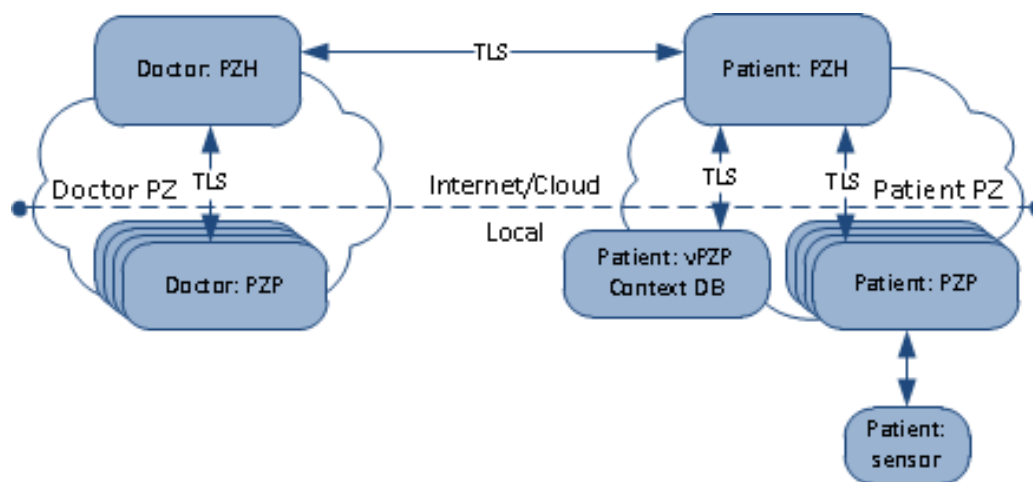 Doctor: PZH
TLS
Patient: PZH
TLS
TLS
TLS
Doctor PZ
Internet/Cloud
Patient PZ
Local
Doctor: PZP
Patient: vPZP
Context DB
Patient: PZP
Patient:
sensor